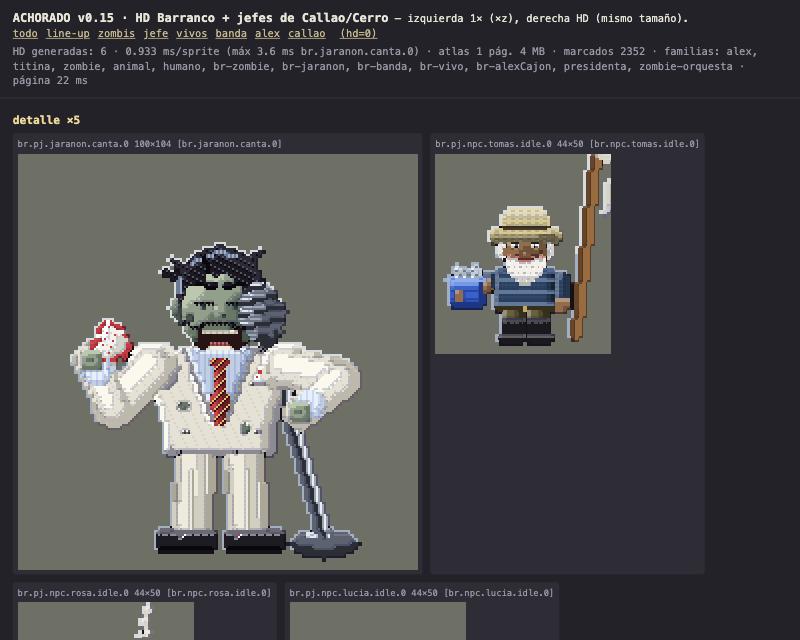 ACHORADO v0.15 · HD Barranco + jefes de Callao/Cerro — izquierda 1× (×z), derecha HD (mismo tamaño).
todo line-up zombis jefe vivos banda alex callao (hd=0)
HD generadas: 6 · 0.933 ms/sprite (máx 3.6 ms br.jaranon.canta.0) · atlas 1 pág. 4 MB · marcados 2352 · familias: alex,
titina, zombie, animal, humano, br-zombie, br-jaranon, br-banda, br-vivo, br-alexCajon, presidenta, zombie-orquesta ·
página 22 ms
detalle ×5
br.pj.jaranon.canta.0 100×104 [br.jaranon.canta.0]
br.pj.npc.tomas.idle.0 44×50 [br.npc.tomas.idle.0]
br.pj.npc.rosa.idle.0 44×50 [br.npc.rosa.idle.0]
br.pj.npc.lucia.idle.0 44×50 [br.npc.lucia.idle.0]